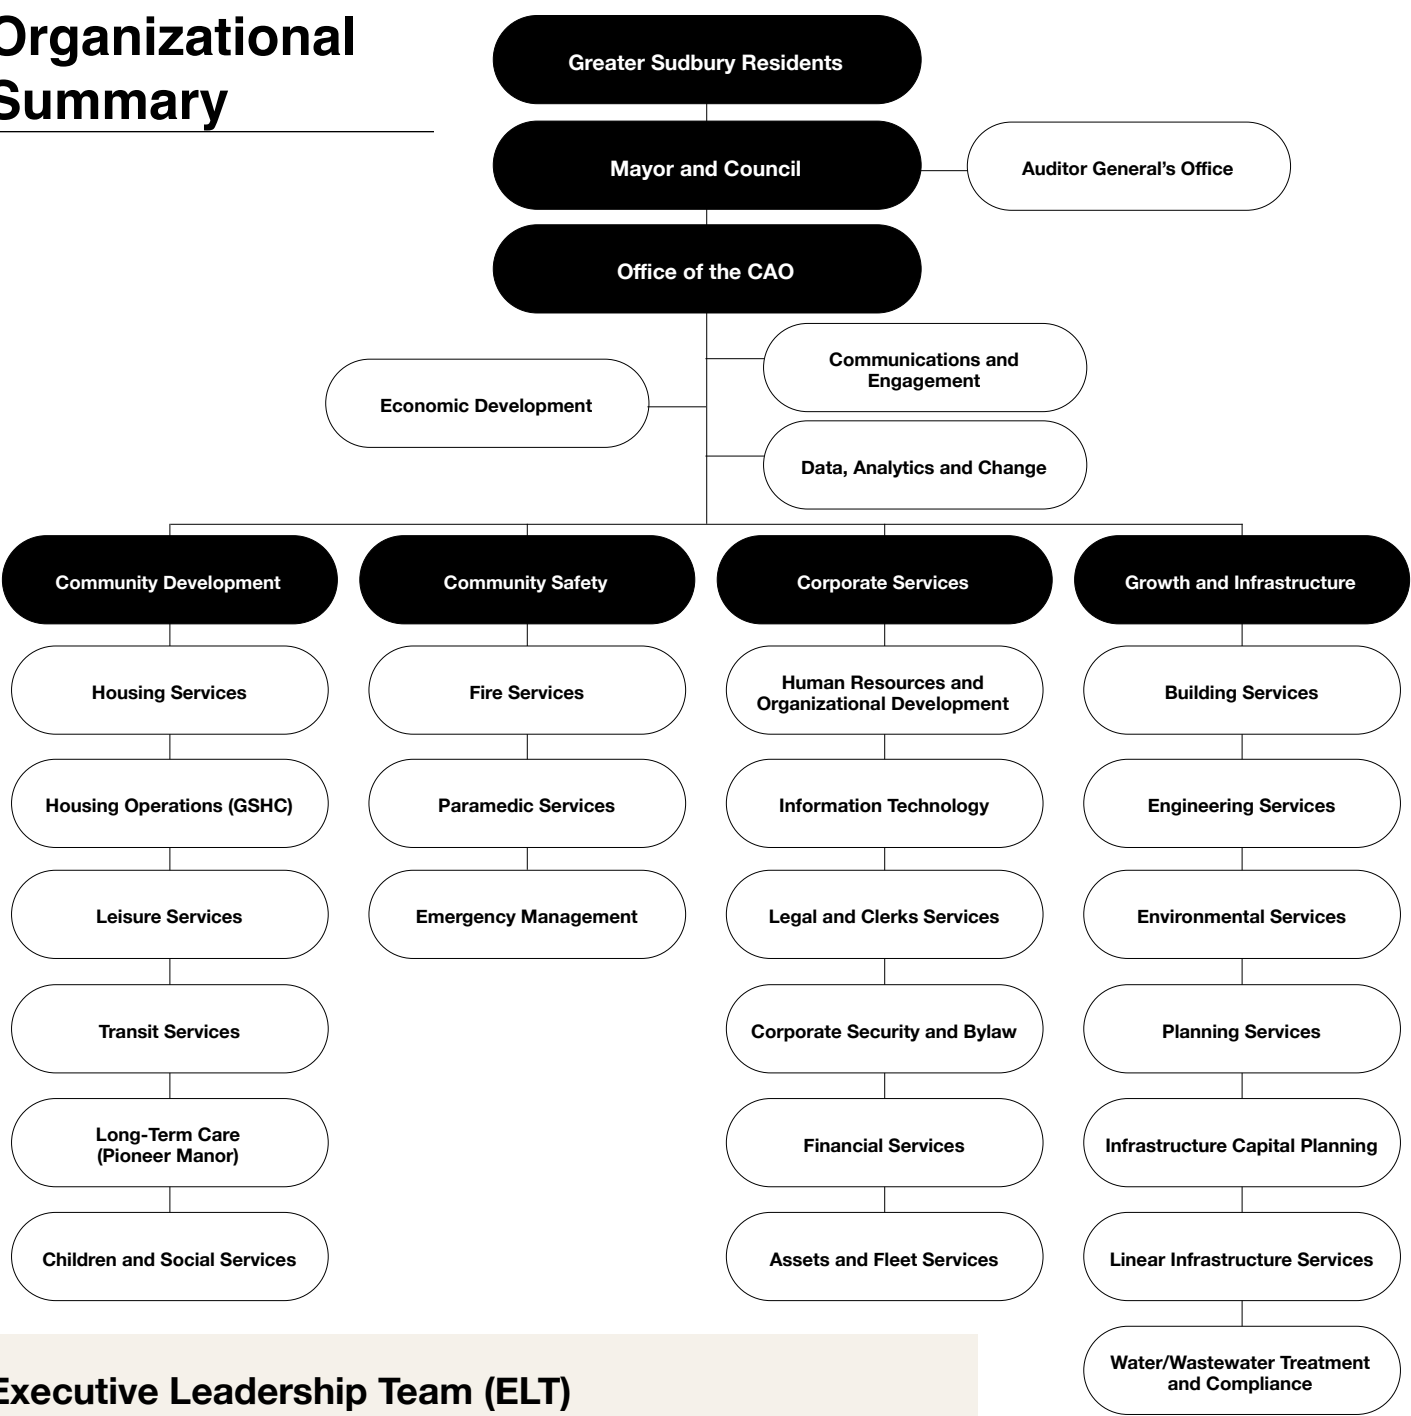 Organizational
Summary
Greater Sudbury Residents
Mayor and Council
Auditor General’s Office
Office of the CAO
Communications and
Engagement
Economic Development
Data, Analytics and Change
Community Development
Community Safety
Corporate Services
Growth and Infrastructure
Housing Services
Fire Services
Human Resources and
Organizational Development
Building Services
Housing Operations (GSHC)
Paramedic Services
Information Technology
Engineering Services
Leisure Services
Emergency Management
Legal and Clerks Services
Environmental Services
Transit Services
Corporate Security and Bylaw
Planning Services
Long-Term Care
(Pioneer Manor)
Financial Services
Infrastructure Capital Planning
Children and Social Services
Assets and Fleet Services
Linear Infrastructure Services
Water/Wastewater Treatment
and Compliance
Executive Leadership Team (ELT)